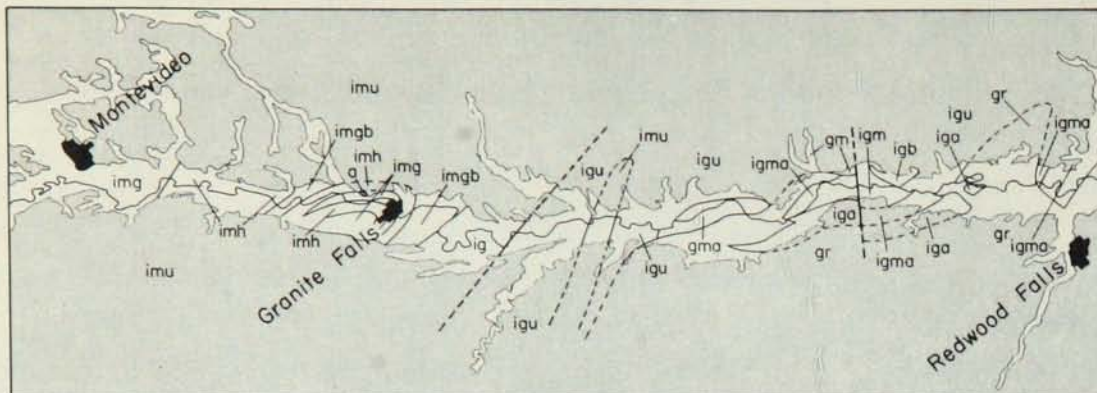 Montevideo
imu
gr
imgb
imh
a
img
imgb
igu
imu
igu
igma
gm
igm
igb
iga
igu
igma
img
imh
imh
Granite Falls
ig
igu
igu
gma
iga
gr
igma
iga
gr
igma
Redwood Falls
imu